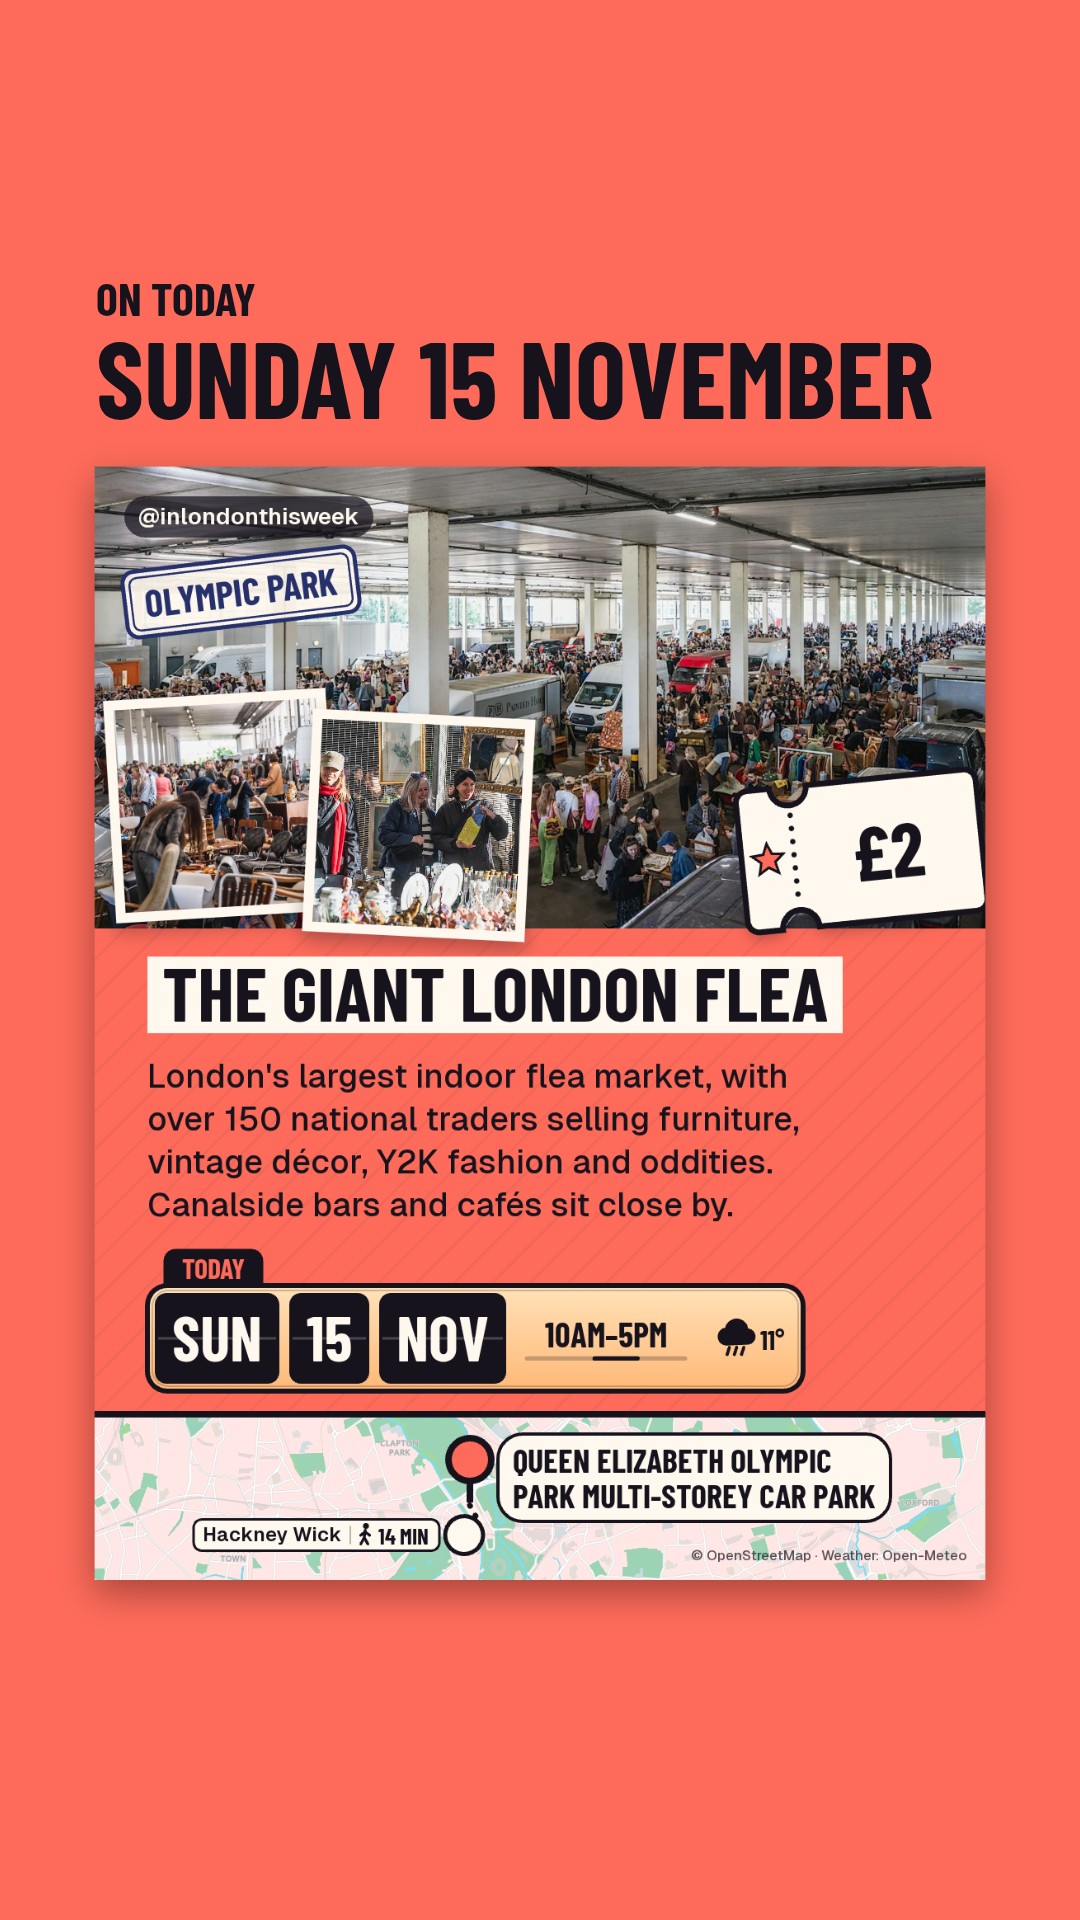 ON TODAY
SUNDAY 15 NOVEMBER
@inlondonthisweek
OLYMPIC PARK
£2
THE GIANT LONDON FLEA
London's largest indoor flea market, with
over 150 national traders selling furniture,
vintage décor, Y2K fashion and oddities.
Canalside bars and cafés sit close by.
TODAY
SUN 15 NOV 10AM–5PM 11°
CLAPTON
PARK
QUEEN ELIZABETH OLYMPIC
PARK MULTI-STOREY CAR PARK
Hackney Wick 14 MIN
TOWN
© OpenStreetMap · Weather: Open-Meteo